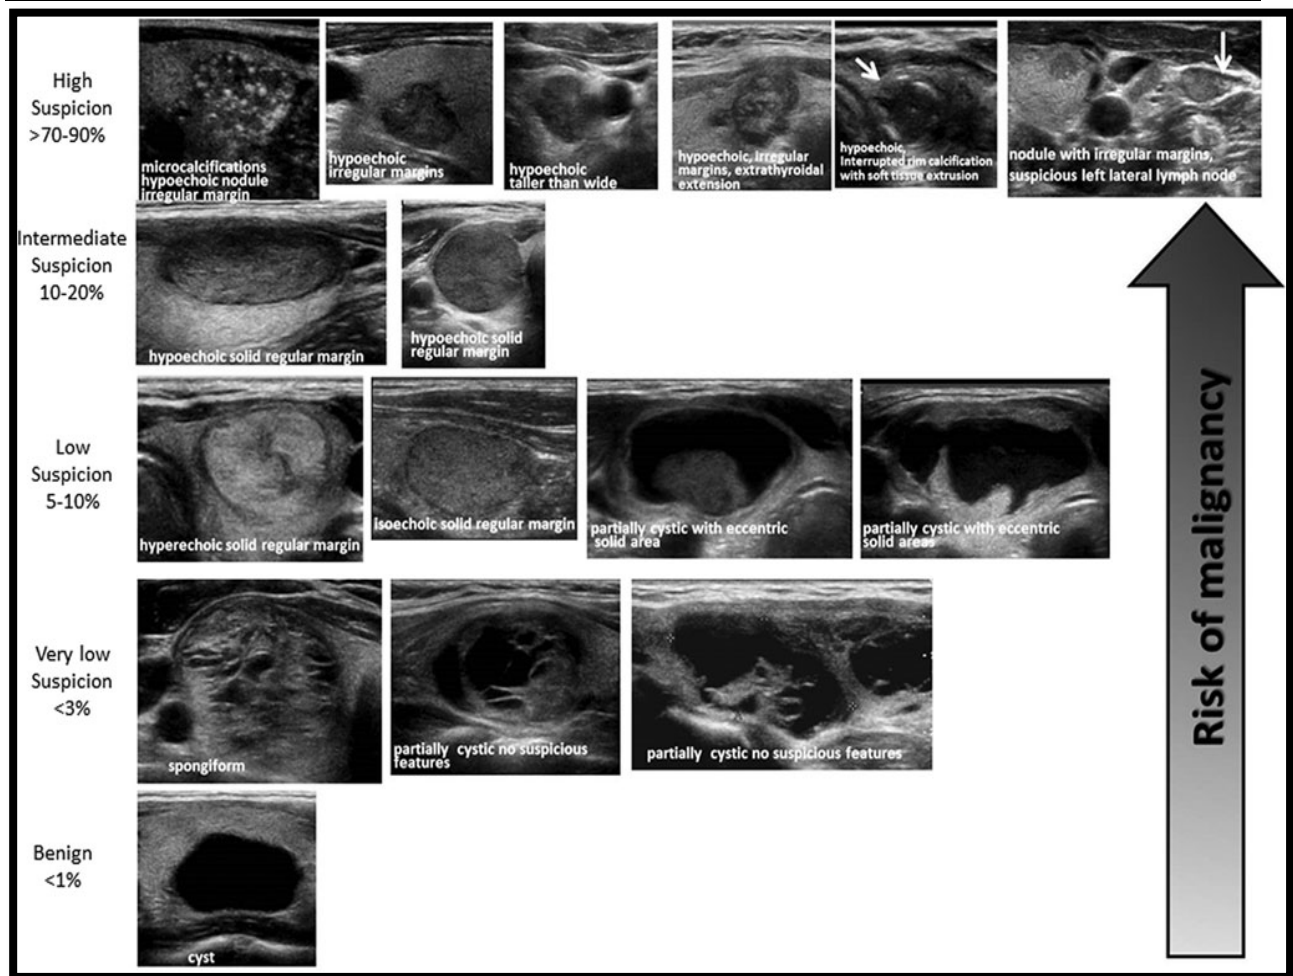 High
Suspicion
>70-90%
microcalcifications
hypoechoic nodule
irregular margin
hypoechoic
irregular margins
hypoechoic
taller than wide
hypoechoic, irregular
margins, extrathyroidal
extension
hypoechoic,
Interrupted rim calcification
with soft tissue extrusion
nodule with irregular margins,
suspicious left lateral lymph node
Intermediate
Suspicion
10-20%
hypoechoic solid regular margin
hypoechoic solid
regular margin
Low
Suspicion
5-10%
hyperechoic solid regular margin
isoechoic solid regular margin
partially cystic with eccentric
solid area
partially cystic with eccentric
solid areas
Very low
Suspicion
<3%
spongiform
partially cystic no suspicious
features
partially cystic no suspicious features
Benign
<1%
cyst
Risk of malignancy